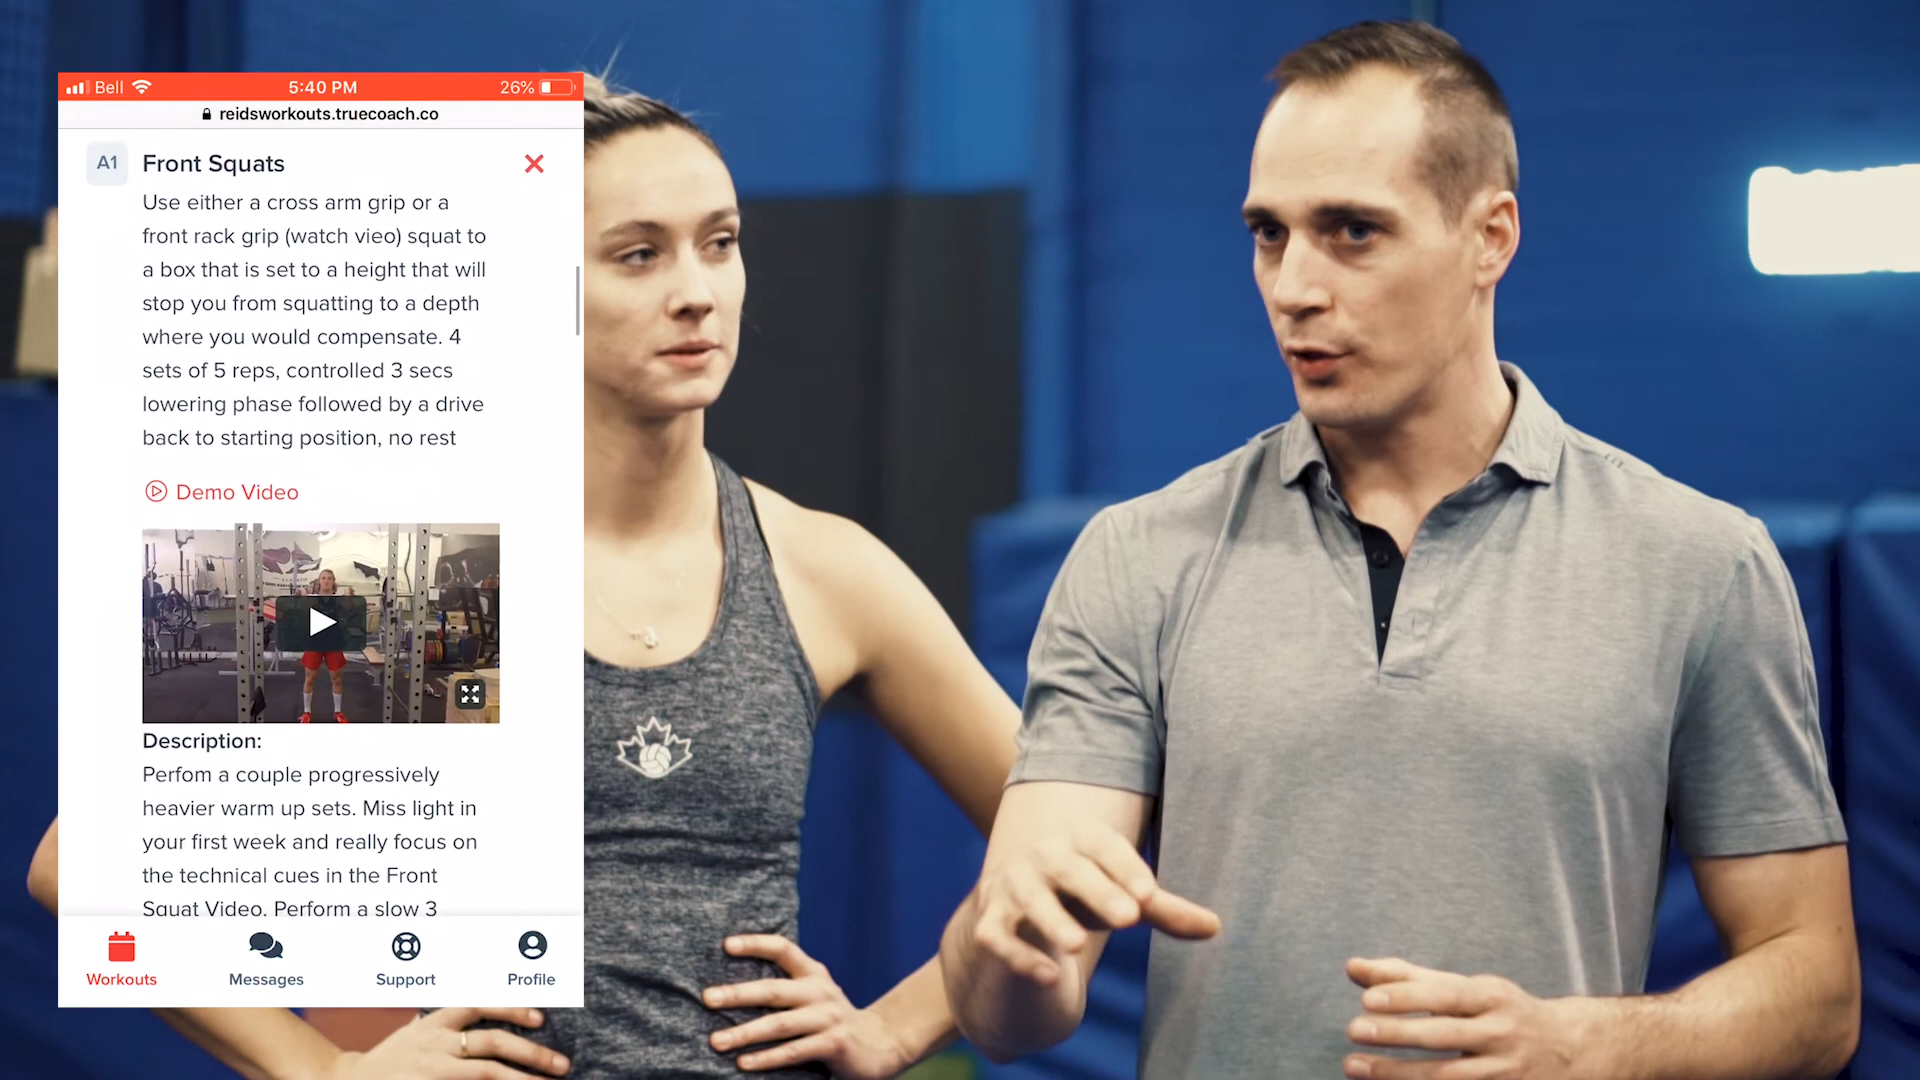 Bell 5:40 PM 26%
reidsworkouts.truecoach.co
A1 Front Squats
Use either a cross arm grip or a
front rack grip (watch vieo) squat to
a box that is set to a height that will
stop you from squatting to a depth
where you would compensate. 4
sets of 5 reps, controlled 3 secs
lowering phase followed by a drive
back to starting position, no rest
Demo Video
Description:
Perfom a couple progressively
heavier warm up sets. Miss light in
your first week and really focus on
the technical cues in the Front
Squat Video. Perform a slow 3
Workouts Messages Support Profile